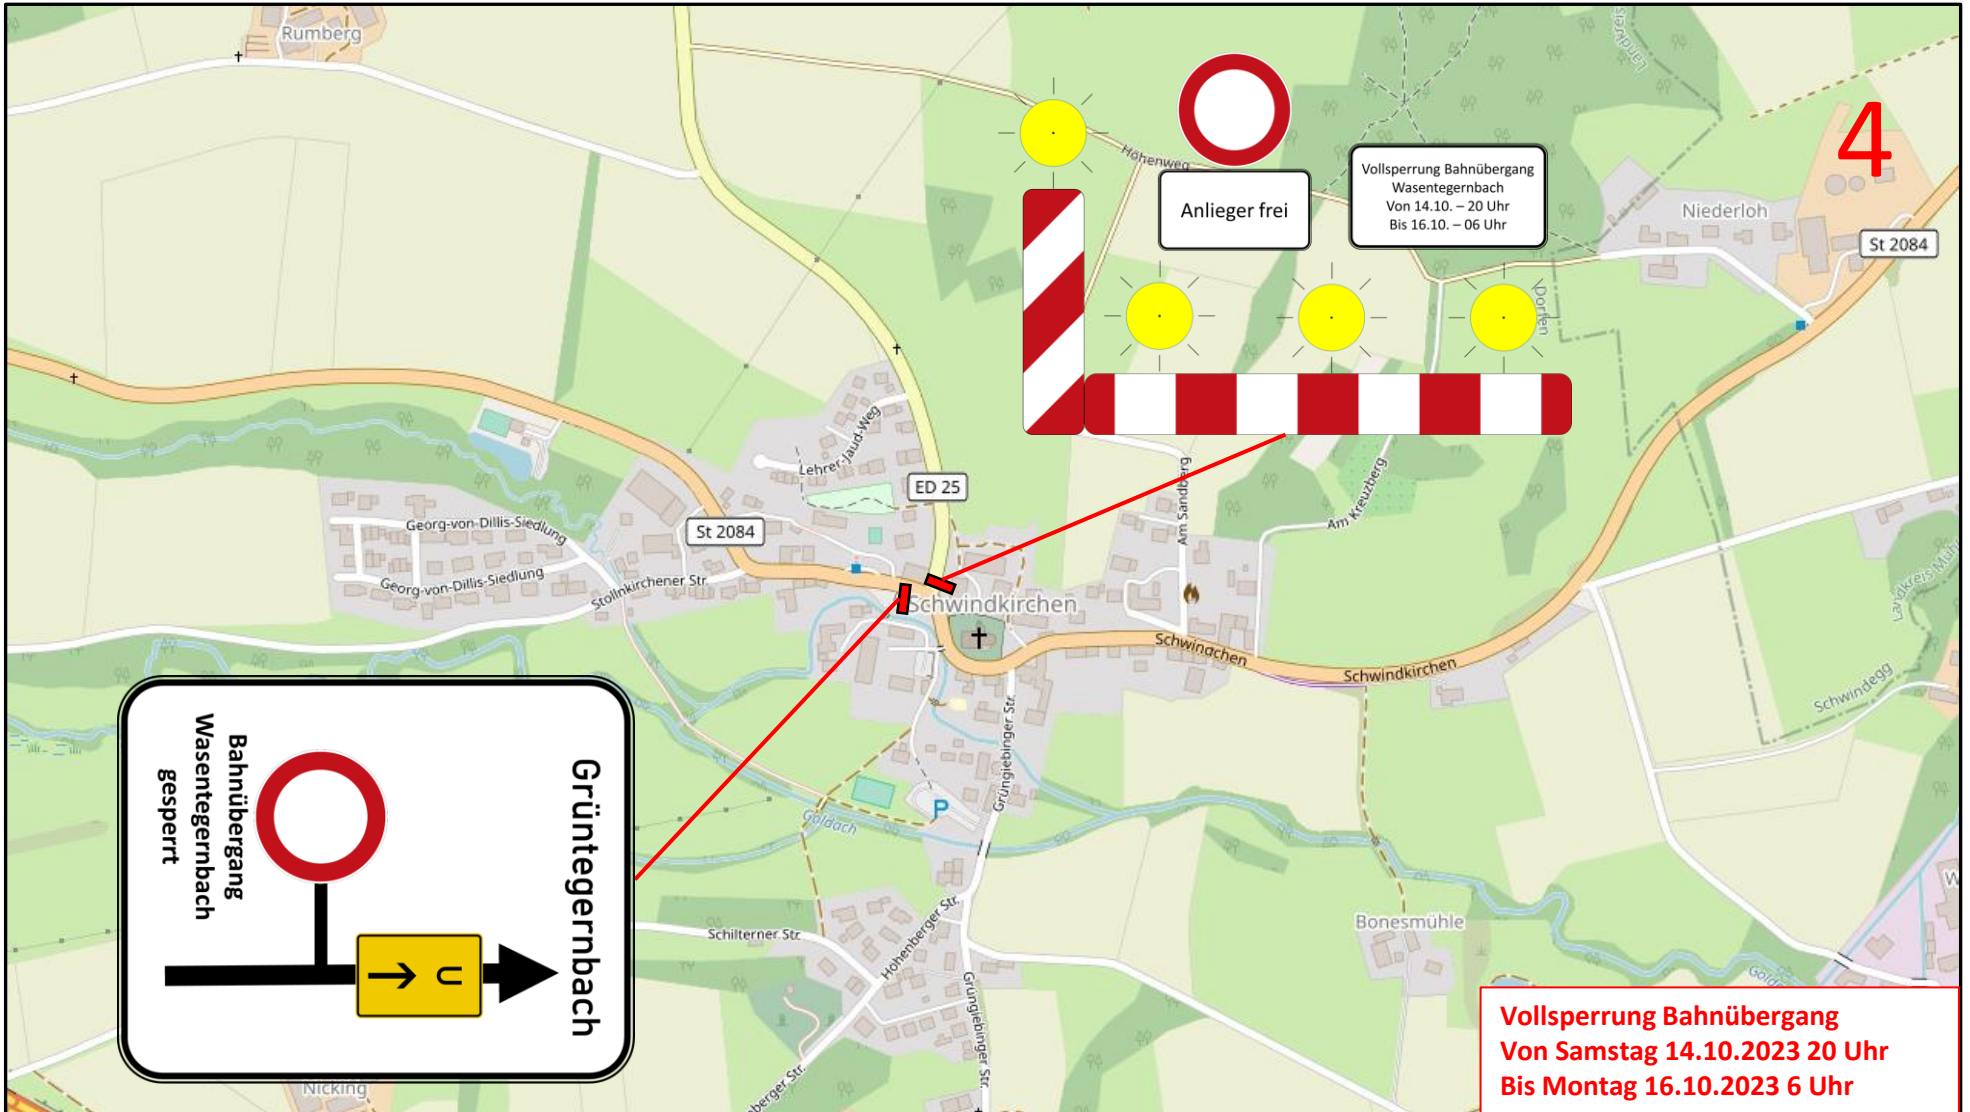 Rumberg
4
Höhenweg
Anlieger frei
Vollsperrung Bahnübergang
Wasentegernbach
Von 14.10. – 20 Uhr
Bis 16.10. – 06 Uhr
Niederloh
St 2084
Dorfen
Lehrer-Jaud-Weg
ED 25
St 2084
Georg-von-Dillis-Siedlung
Georg-von-Dillis-Siedlung
Stollnkirchener Str.
Am Sandberg
Am Kreuzberg
Schwindkirchen
Schwindkirchen
Schwindegg
Grüngiebinger Str.
P
Goldach
Grüntegernbach
Bahnübergang
Wasentegernbach
gesperrt
U
Schilterner Str.
Höhenberger Str.
Grüngiebinger Str.
Bonesmühle
Nicking
Vollsperrung Bahnübergang
Von Samstag 14.10.2023 20 Uhr
Bis Montag 16.10.2023 6 Uhr